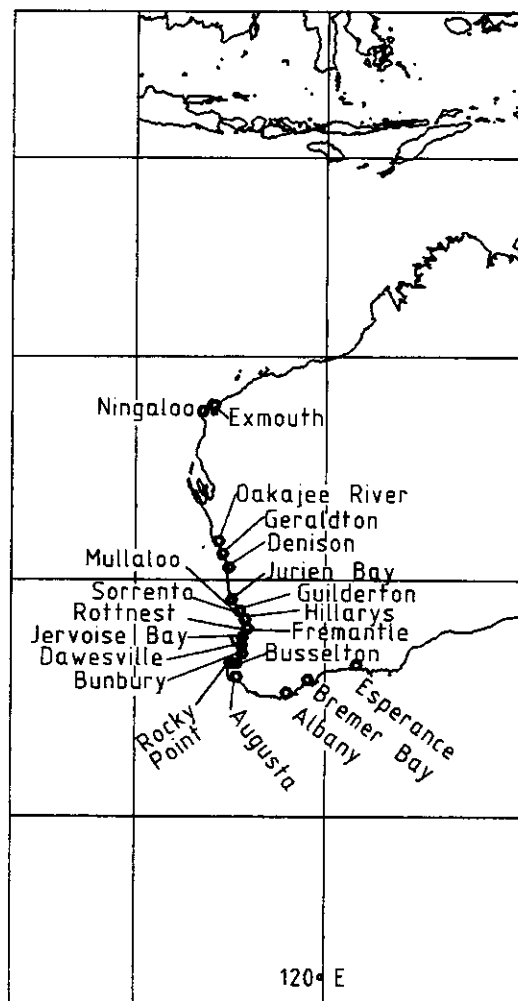 Ningaloo
Exmouth
Oakajee River
Geraldton
Denison
Mullaloo
Jurien Bay
Sorrento
Guilderton
Rottnest
Hillarys
Jervoise Bay
Fremantle
Dawesville
Busselton
Bunbury
Rocky
Point
Augusta
Albany
Bremer Bay
Esperance
120° E